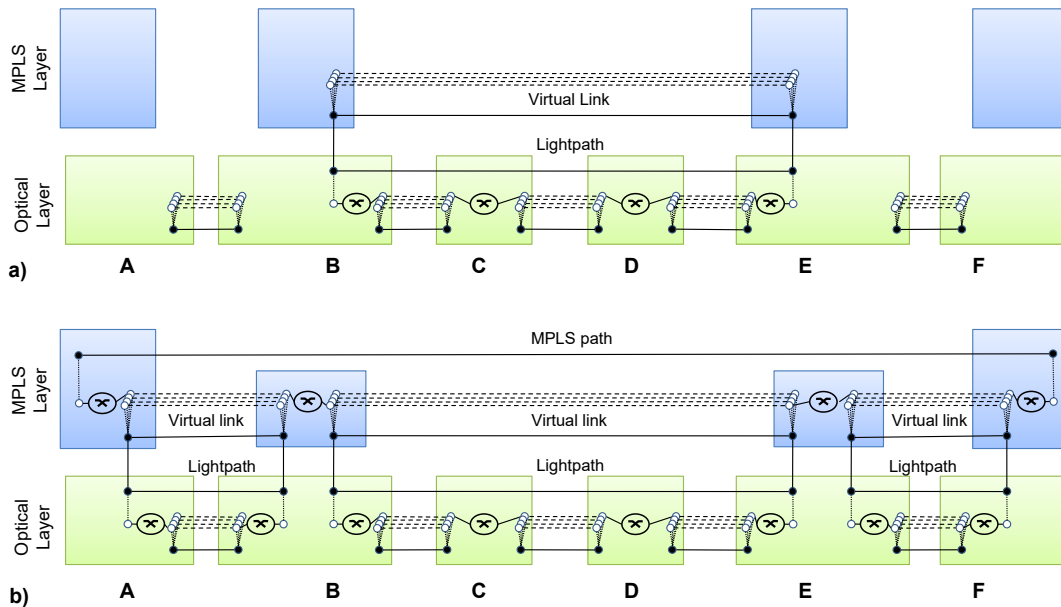 MPLS
Layer
Virtual Link
Lightpath
Optical
Layer
A B C D E F
a)
MPLS path
MPLS
Layer
Virtual link Virtual link Virtual link
Lightpath Lightpath Lightpath
Optical
Layer
A B C D E F
b)